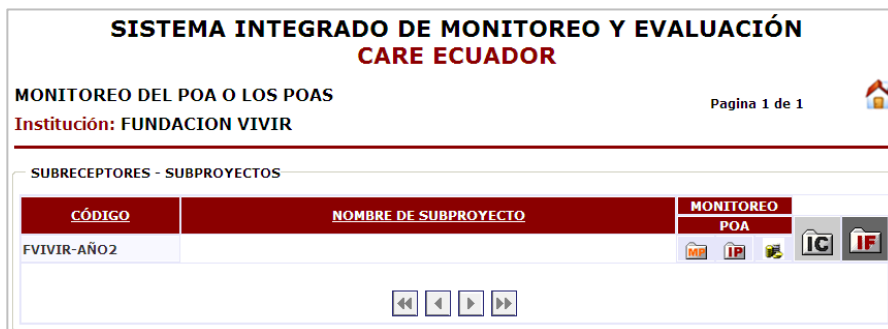 SISTEMA INTEGRADO DE MONITOREO Y EVALUACIÓN
CARE ECUADOR
MONITOREO DEL POA O LOS POAS
Pagina 1 de 1
Institución: FUNDACION VIVIR
SUBRECEPTORES - SUBPROYECTOS
CÓDIGO
NOMBRE DE SUBPROYECTO
MONITOREO
POA
FVIVIR-AÑO2
MP
IP
IC
IF